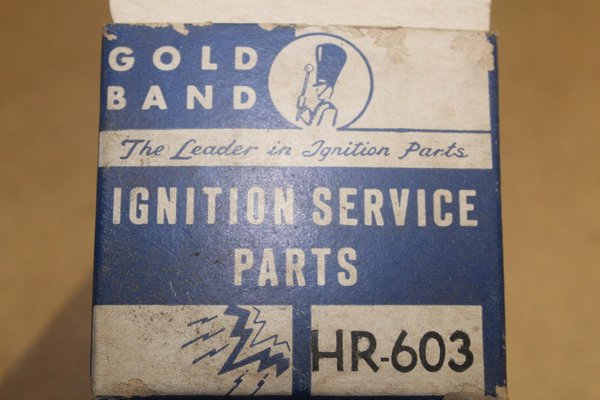 GOLD
BAND
The Leader in Ignition Parts
IGNITION SERVICE
PARTS
HR-603